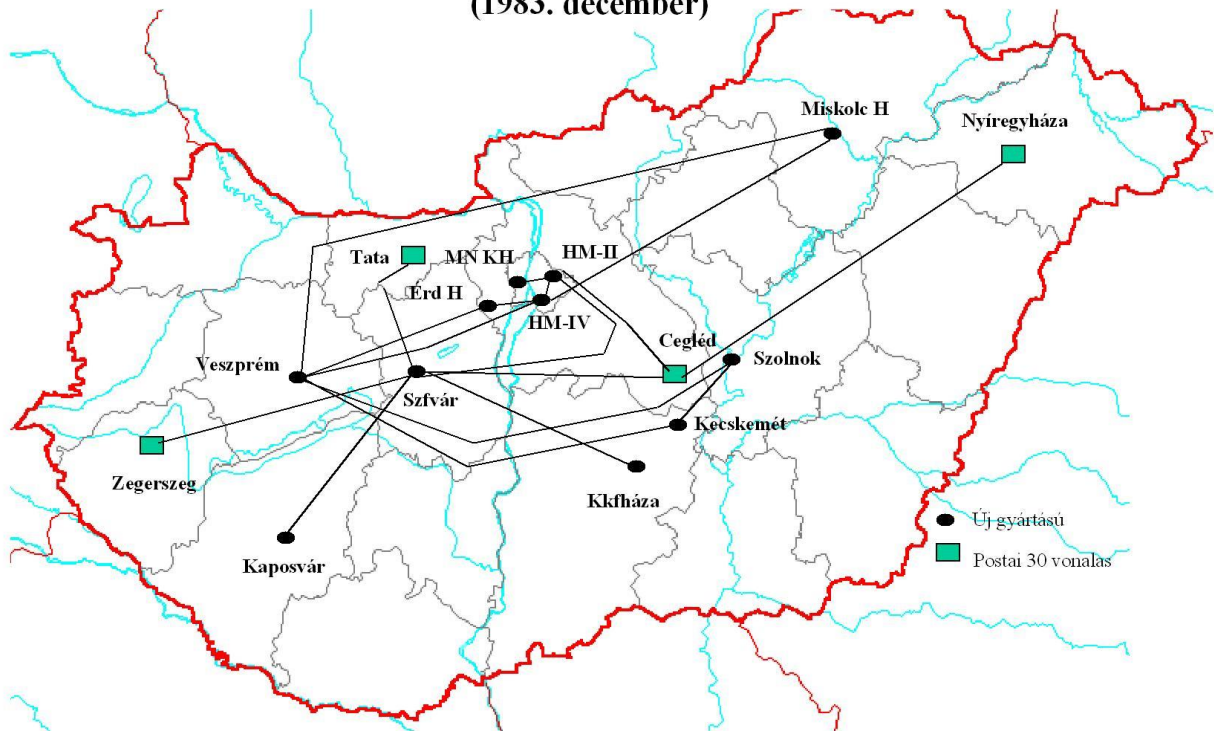 (1983. december)
Miskolc H
Nyíregyháza
Tata
MN KH
HM-II
Érd H
HM-IV
Cegléd
Szolnok
Veszprém
Szfvár
Kecskemét
Zegerszeg
Kkfháza
Új gyártású
Kaposvár
Postai 30 vonalas